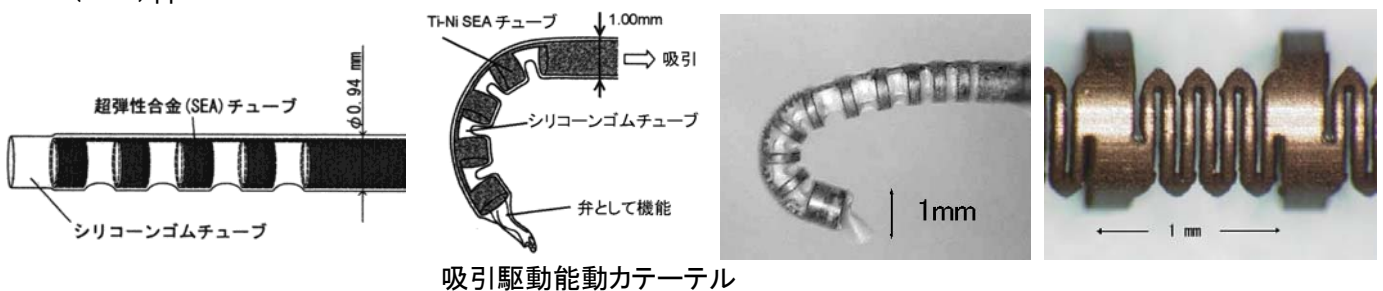 超弾性合金(SEA)チューブ
φ0.94 mm
シリコーンゴムチューブ
Ti-Ni SEA チューブ
1.00mm
吸引
シリコーンゴムチューブ
弁として機能
1mm
1 mm
吸引駆動能動カテーテル